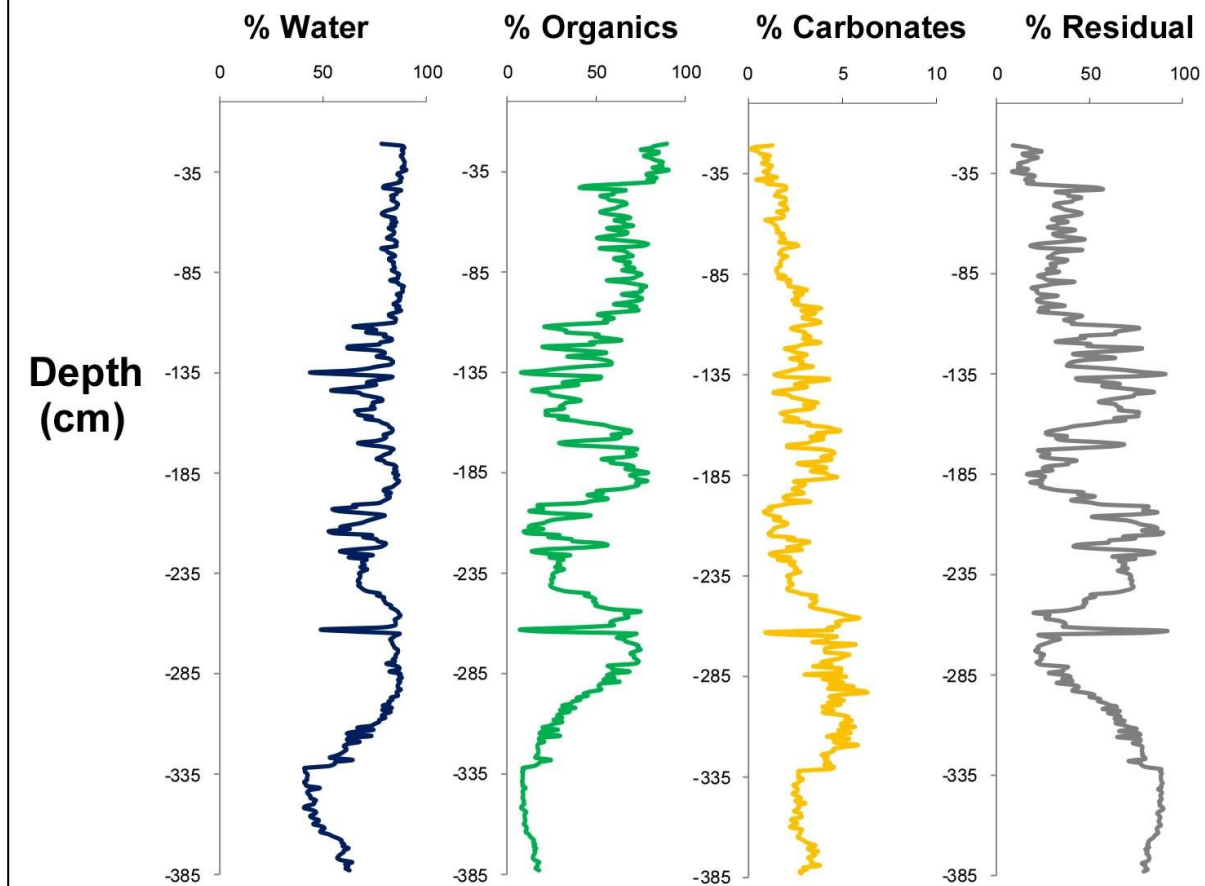 % Water % Organics % Carbonates % Residual
0 50 100 0 50 100 0 5 10 0 50 100
-35 -35 -35 -35
-85 -85 -85 -85
-135 -135 -135 -135
Depth
(cm)
-185 -185 -185 -185
-235 -235 -235 -235
-285 -285 -285 -285
-335 -335 -335 -335
-385 -385 -385 -385